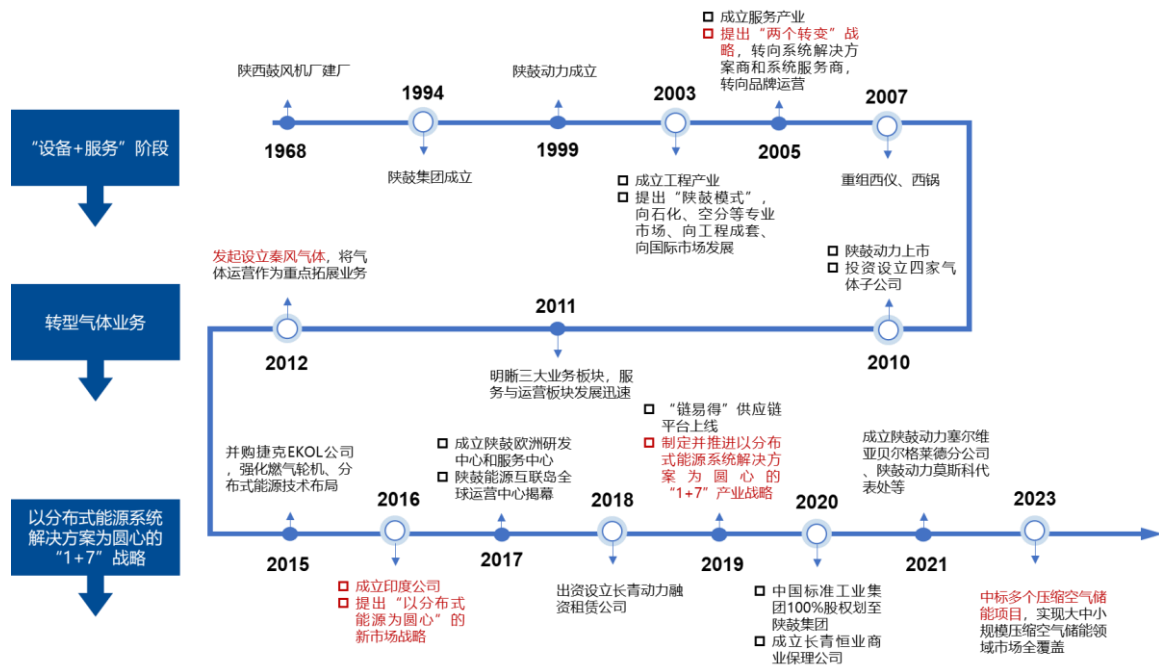 成立服务产业
提出“两个转变”战
略，转向系统解决方
案商和系统服务商，
转向品牌运营
陕西鼓风机厂建厂
陕鼓动力成立
1994
2003
2007
“设备+服务”阶段
1968
1999
2005
陕鼓集团成立
成立工程产业
提出“陕鼓模式”，
向石化、空分等专业
市场、向工程成套、
向国际市场发展
重组西仪、西锅
发起设立秦风气体，将气
体运营作为重点拓展业务
陕鼓动力上市
投资设立四家气
体子公司
转型气体业务
2011
2012
2010
明晰三大业务板块，服
务与运营板块发展迅速
并购捷克EKOL公司
，强化燃气轮机、分
布式能源技术布局
成立陕鼓欧洲研发
中心和服务中心
陕鼓能源互联岛全
球运营中心揭幕
“链易得”供应链
平台上线
制定并推进以分布
式能源系统解决方
案为圆心的
“1+7”产业战略
成立陕鼓动力塞尔维
亚贝尔格莱德分公司
、陕鼓动力莫斯科代
表处等
2016
2018
2020
2023
以分布式能源系统
解决方案为圆心的
“1+7”战略
2015
2017
2019
2021
成立印度公司
提出“以分布式
能源为圆心”的
新市场战略
出资设立长青动力融
资租赁公司
中国标准工业集
团100%股权划至
陕鼓集团
成立长青恒业商
业保理公司
中标多个压缩空气储
能项目，实现大中小
规模压缩空气储能领
域市场全覆盖